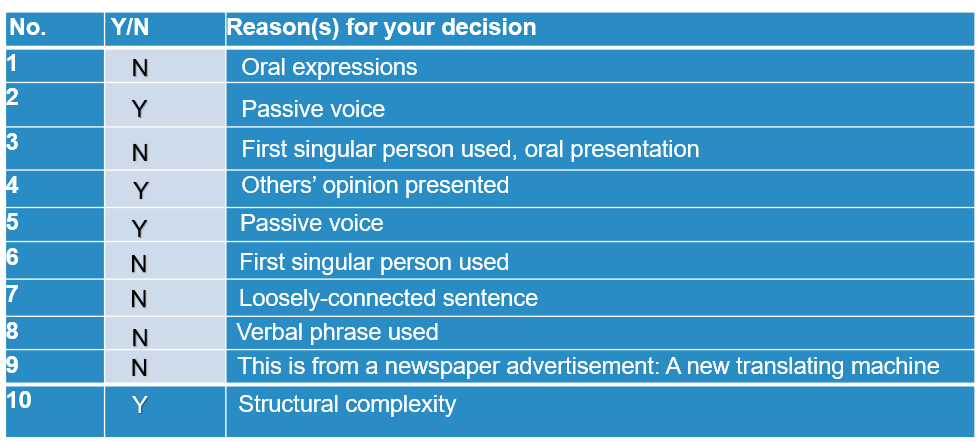 No. Y/N Reason(s) for your decision
1 N Oral expressions
2 Y Passive voice
3 N First singular person used, oral presentation
4 Y Others’ opinion presented
5 Y Passive voice
6 N First singular person used
7 N Loosely-connected sentence
8 N Verbal phrase used
9 N This is from a newspaper advertisement: A new translating machine
10 Y Structural complexity